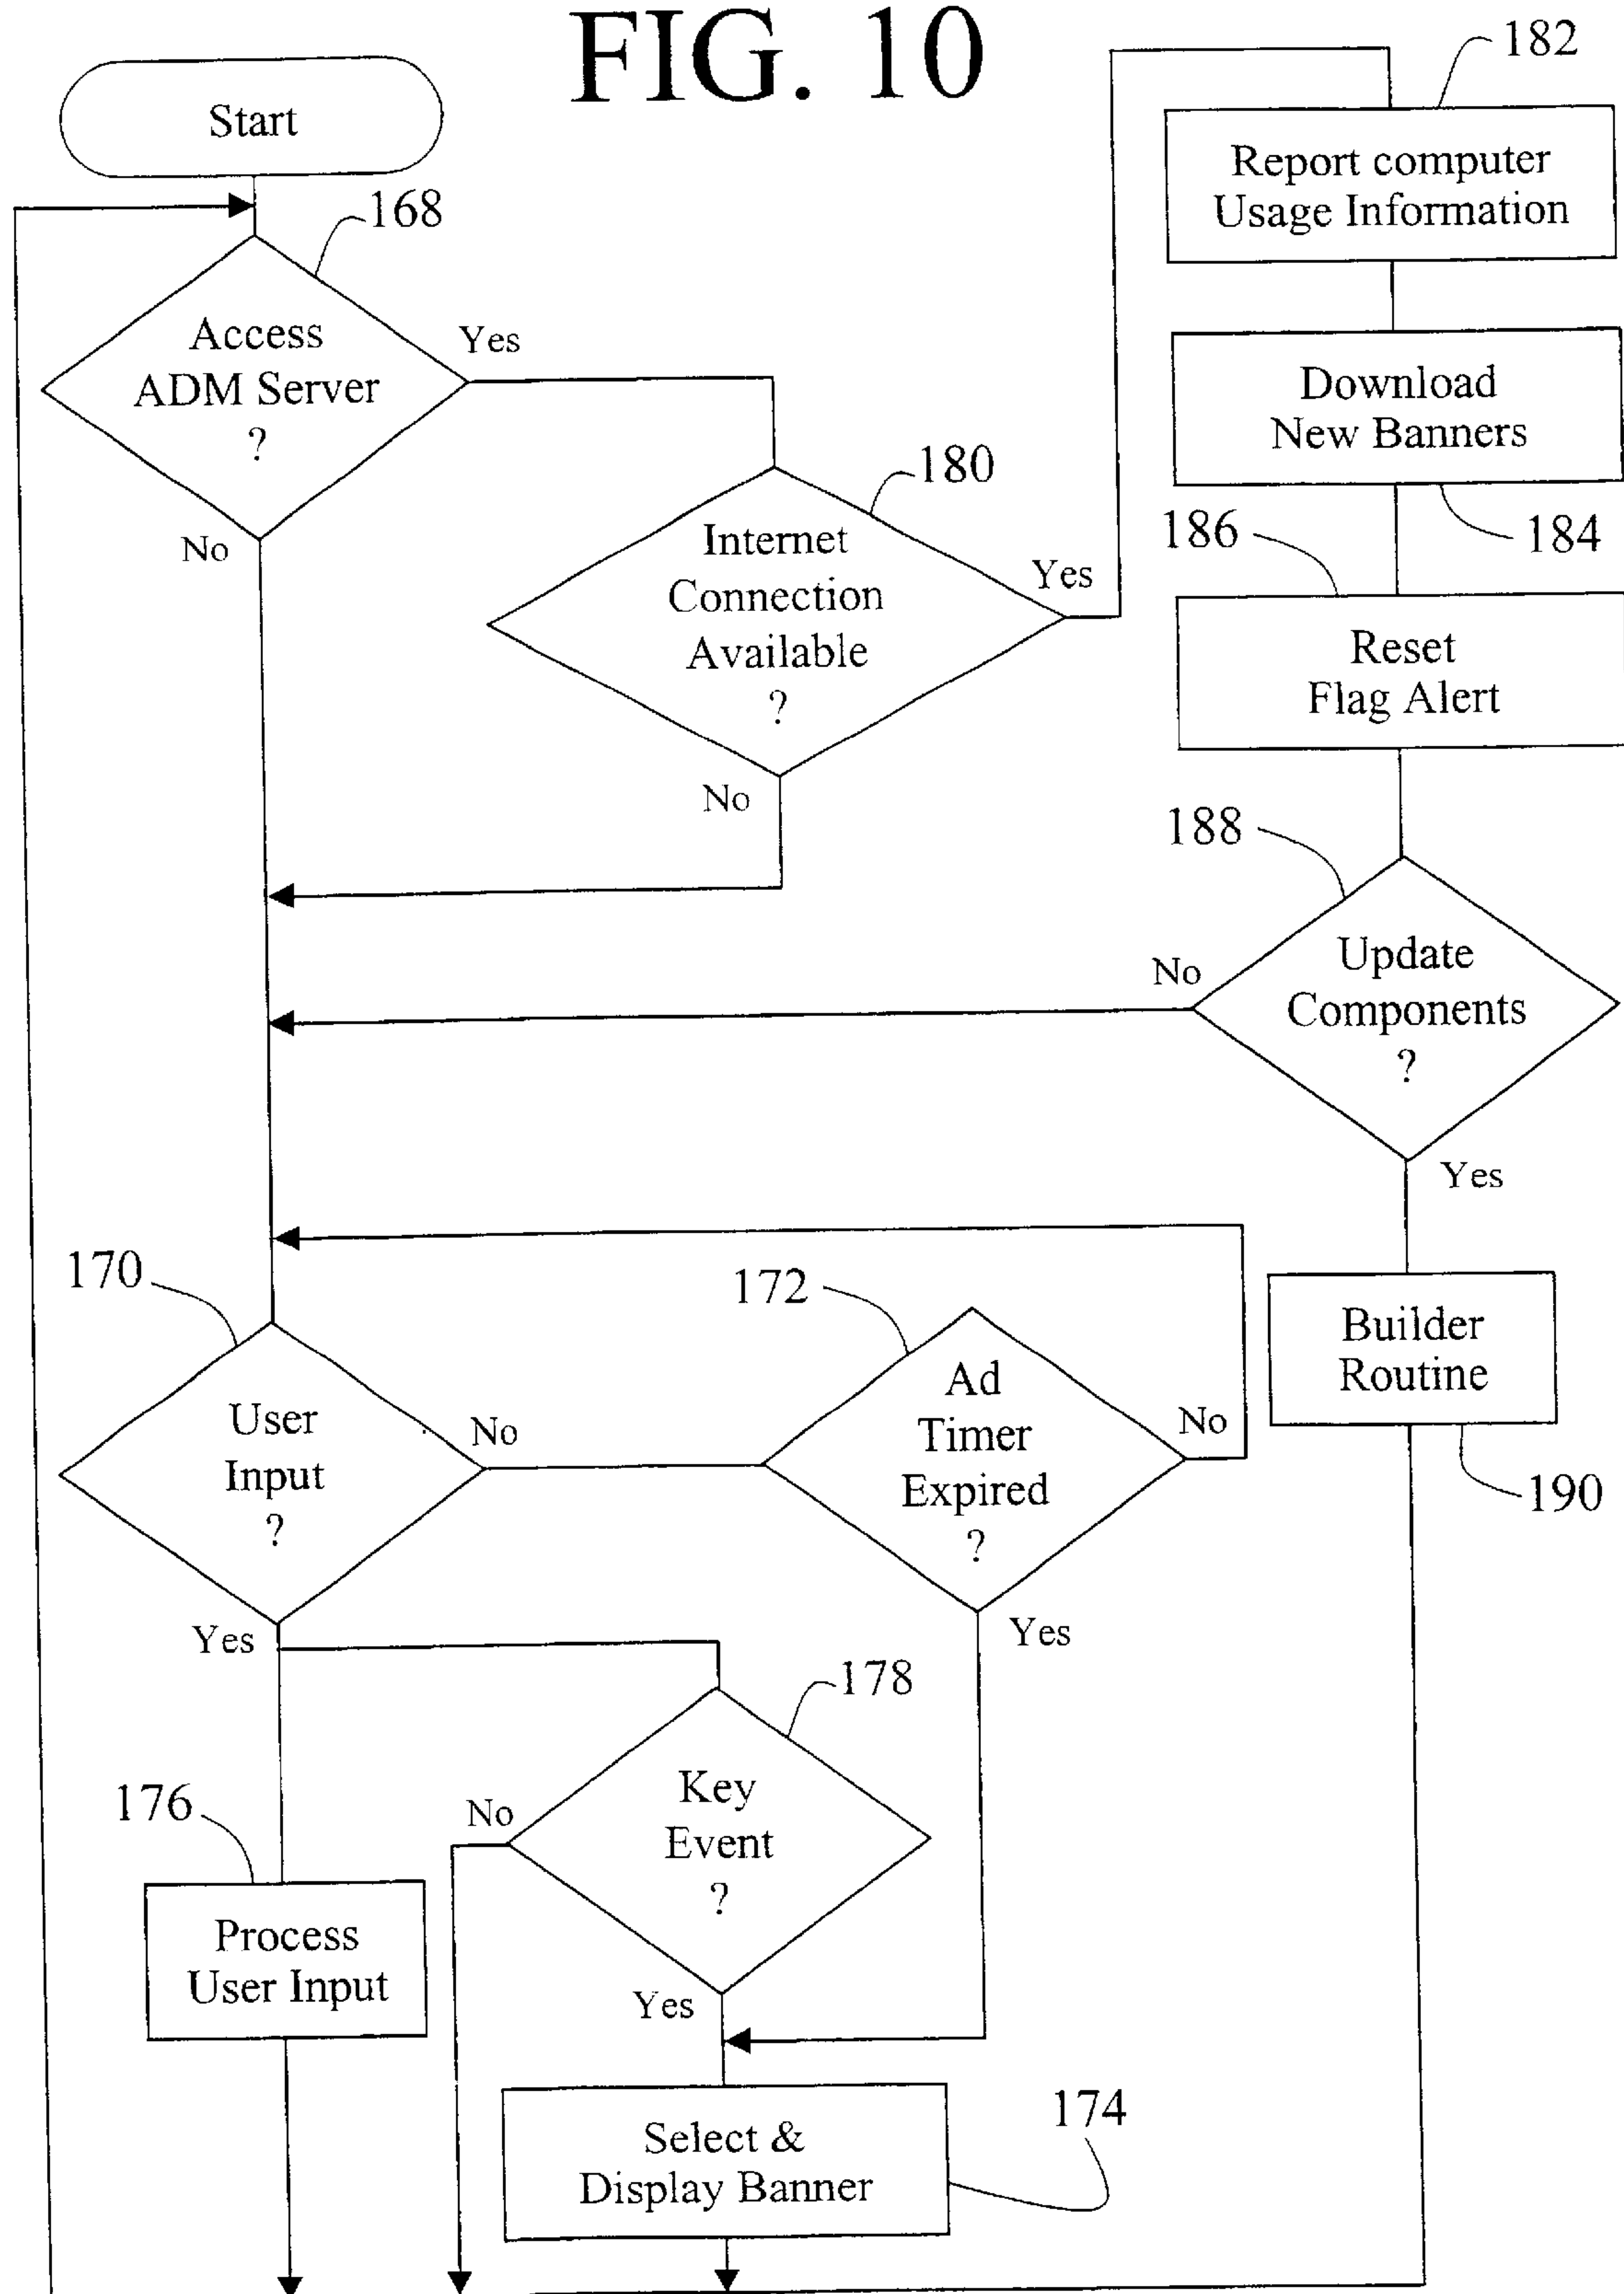 FIG. 10
Start
182
Report computer
Usage Information
168
Access
ADM Server
?
Yes
No
Download
New Banners
184
180
Internet
Connection
Available
?
Yes
No
186
Reset
Flag Alert
188
Update
Components
?
No
Yes
170
User
Input
?
No
Yes
172
Ad
Timer
Expired
?
No
Yes
Builder
Routine
190
178
Key
Event
?
No
Yes
176
Process
User Input
Select &
Display Banner
174